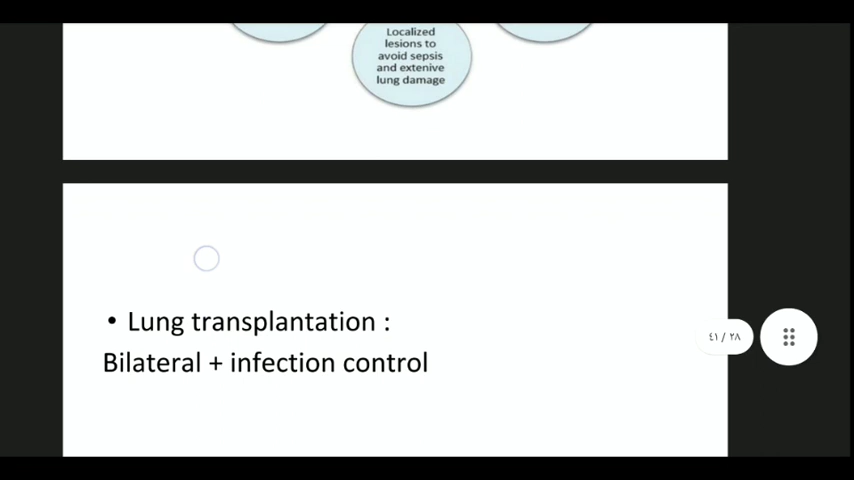 Localized
lesions to
avoid sepsis
and extenive
lung damage
• Lung transplantation :
Bilateral + infection control
٤١ / ٢٨